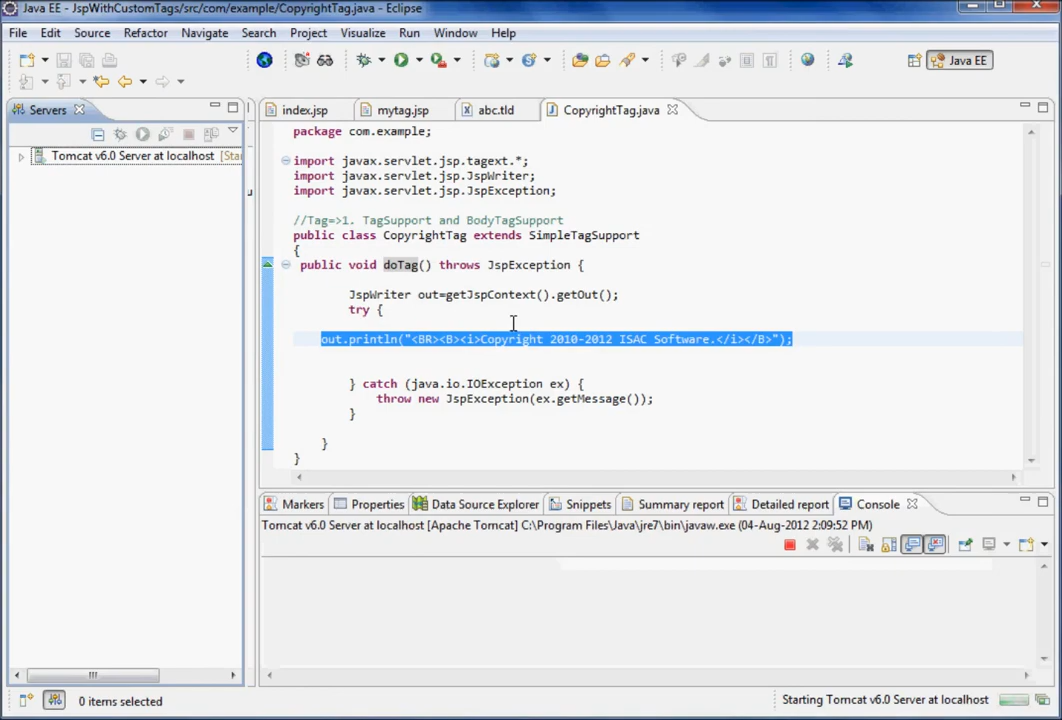 Java EE - JspWithCustomTags/src/com/example/CopyrightTag.java - Eclipse
File Edit Source Refactor Navigate Search Project Visualize Run Window Help
Java EE
Servers
index.jsp mytag.jsp abc.tld CopyrightTag.java
Tomcat v6.0 Server at localhost [Star
package com.example;
import javax.servlet.jsp.tagext.*;
import javax.servlet.jsp.JspWriter;
import javax.servlet.jsp.JspException;
//Tag=>1. TagSupport and BodyTagSupport
public class CopyrightTag extends SimpleTagSupport
{
public void doTag() throws JspException {
JspWriter out=getJspContext().getOut();
try {
out.println("<BR><B><i>Copyright 2010-2012 ISAC Software.</i></B>");
} catch (java.io.IOException ex) {
throw new JspException(ex.getMessage());
}
}
}
Markers Properties Data Source Explorer Snippets Summary report Detailed report Console
Tomcat v6.0 Server at localhost [Apache Tomcat] C:\Program Files\Java\jre7\bin\javaw.exe (04-Aug-2012 2:09:52 PM)
0 items selected
Starting Tomcat v6.0 Server at localhost